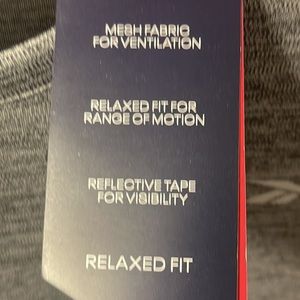 MESH FABRIC
FOR VENTILATION
RELAXED FIT FOR
RANGE OF MOTION
REFLECTIVE TAPE
FOR VISIBILITY
RELAXED FIT